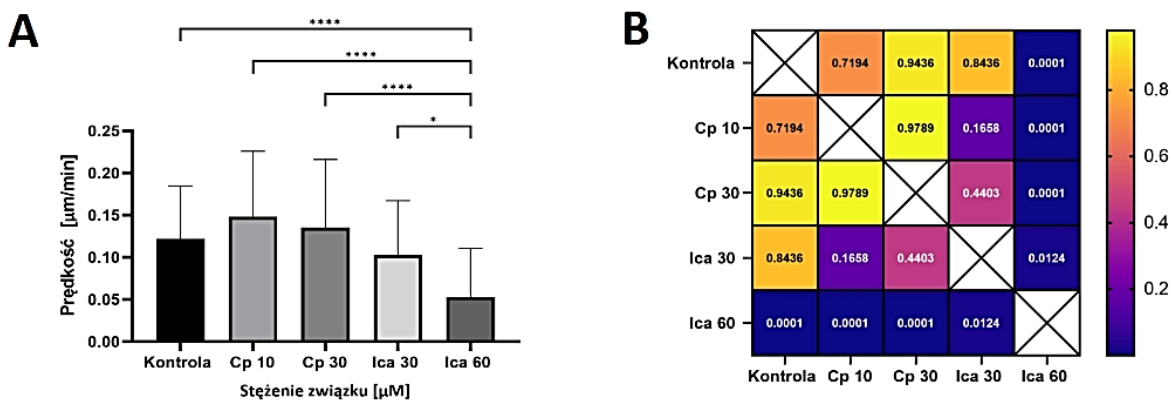 A
****
****
****
*
Prędkość [µm/min]
0.25
0.20
0.15
0.10
0.05
0.00
Kontrola Cp 10 Cp 30 Ica 30 Ica 60
Stężenie związku [µM]
B
Kontrola 0.7194 0.9436 0.8436 0.0001
Cp 10 0.7194 0.9789 0.1658 0.0001
Cp 30 0.9436 0.9789 0.4403 0.0001
Ica 30 0.8436 0.1658 0.4403 0.0124
Ica 60 0.0001 0.0001 0.0001 0.0124
Kontrola Cp 10 Cp 30 Ica 30 Ica 60
0.8
0.6
0.4
0.2